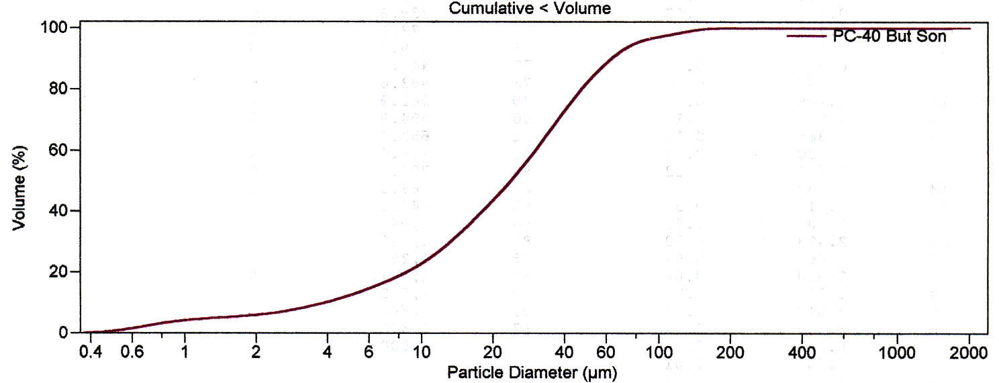 Cumulative < Volume
100
PC-40 But Son
80
60
40
20
0
Volume (%)
0.4 0.6 1 2 4 6 10 20 40 60 100 200 400 1000 2000
Particle Diameter (µm)